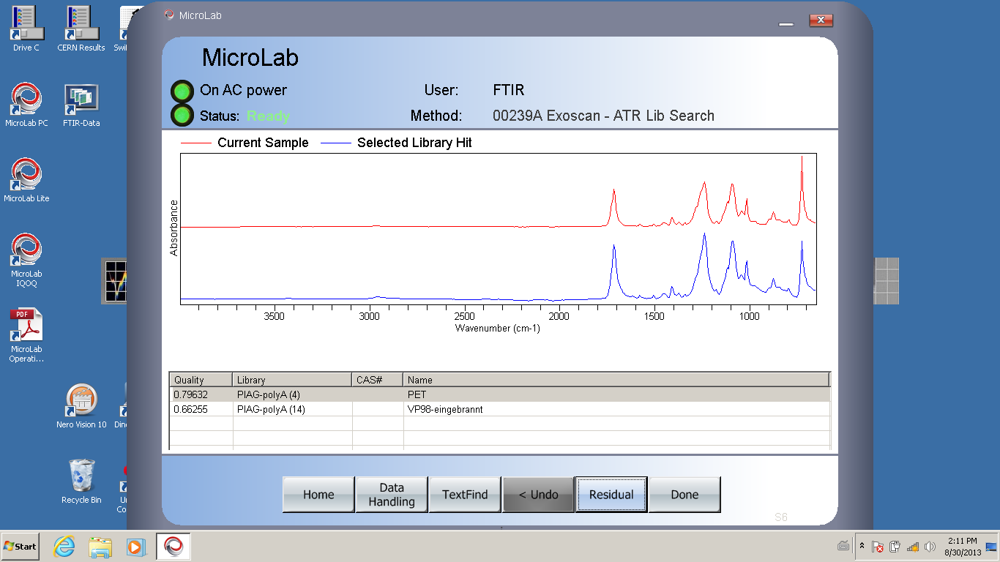 MicroLab
Drive C
CERN Results
MicroLab
On AC power
User:
FTIR
Status: Ready
Method:
00239A Exoscan - ATR Lib Search
MicroLab PC
FTIR-Data
Current Sample
Selected Library Hit
MicroLab Lite
Absorbance
MicroLab
IQOQ
3500
3000
2500
2000
1500
1000
Wavenumber (cm-1)
PDF
MicroLab
Operati...
Quality
Library
CAS#
Name
0.79632
PIAG-polyA (4)
PET
0.66255
PIAG-polyA (14)
VP98-eingebrannt
Nero Vision 10
Recycle Bin
Home
Data
Handling
TextFind
< Undo
Residual
Done
S6
Start
2:11 PM
8/30/2013